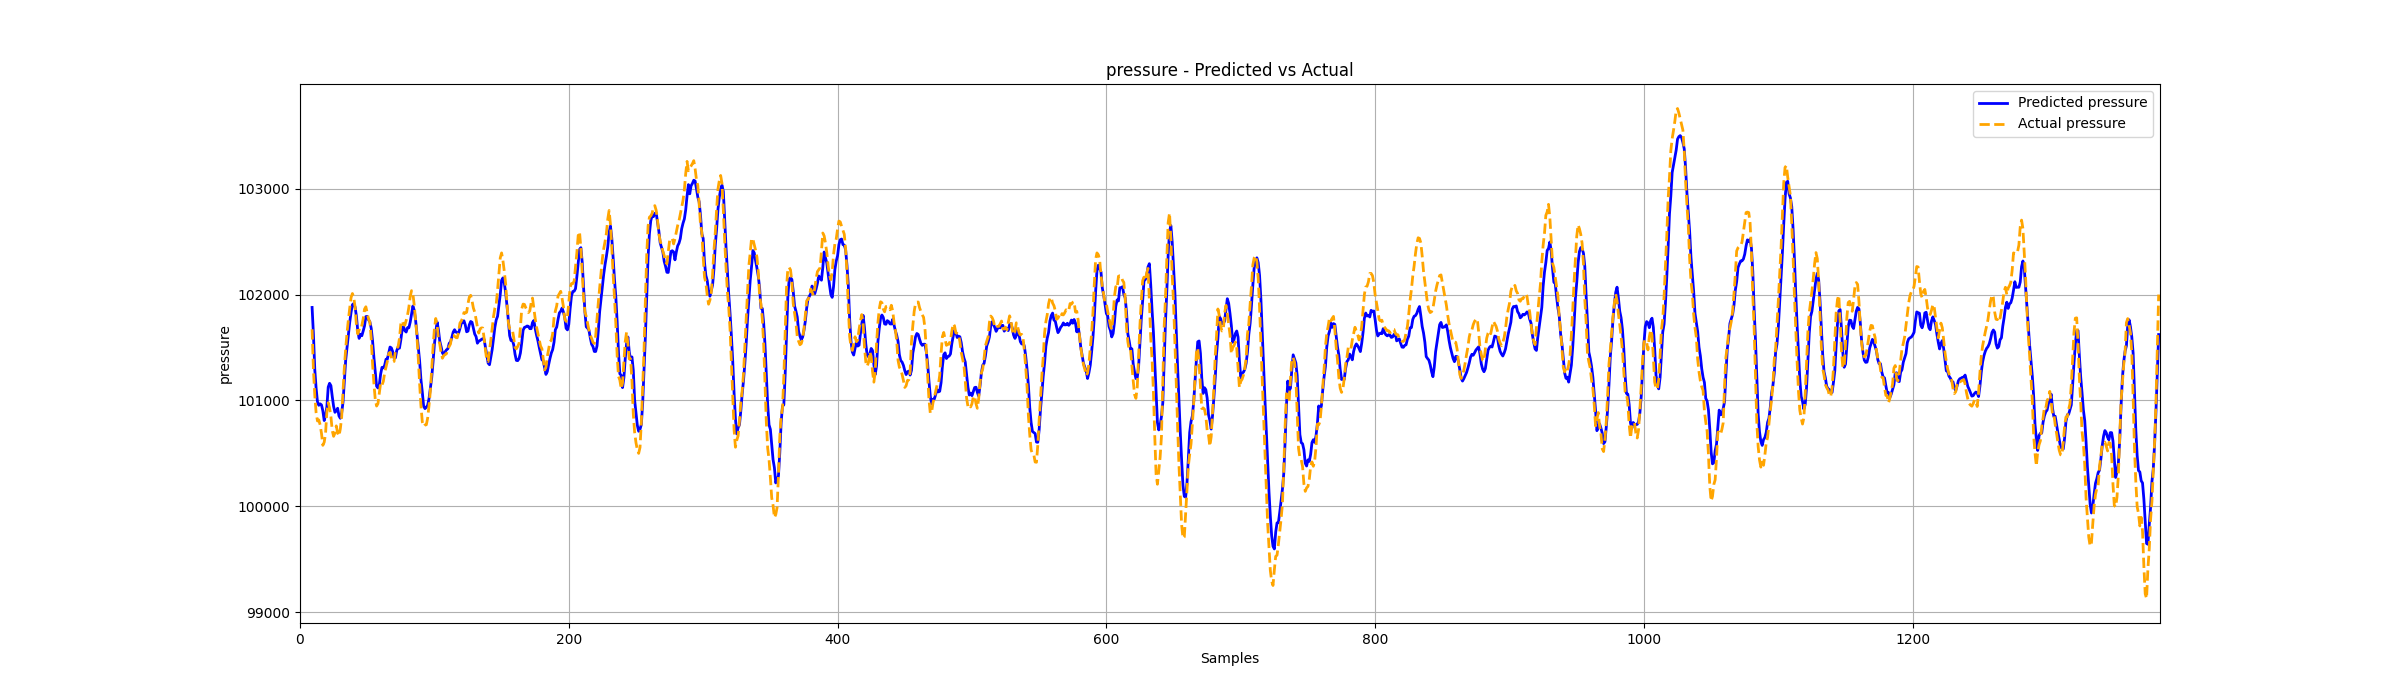 pressure - Predicted vs Actual
Predicted pressure
Actual pressure
pressure
103000
102000
101000
100000
99000
0
200
400
600
800
1000
1200
Samples